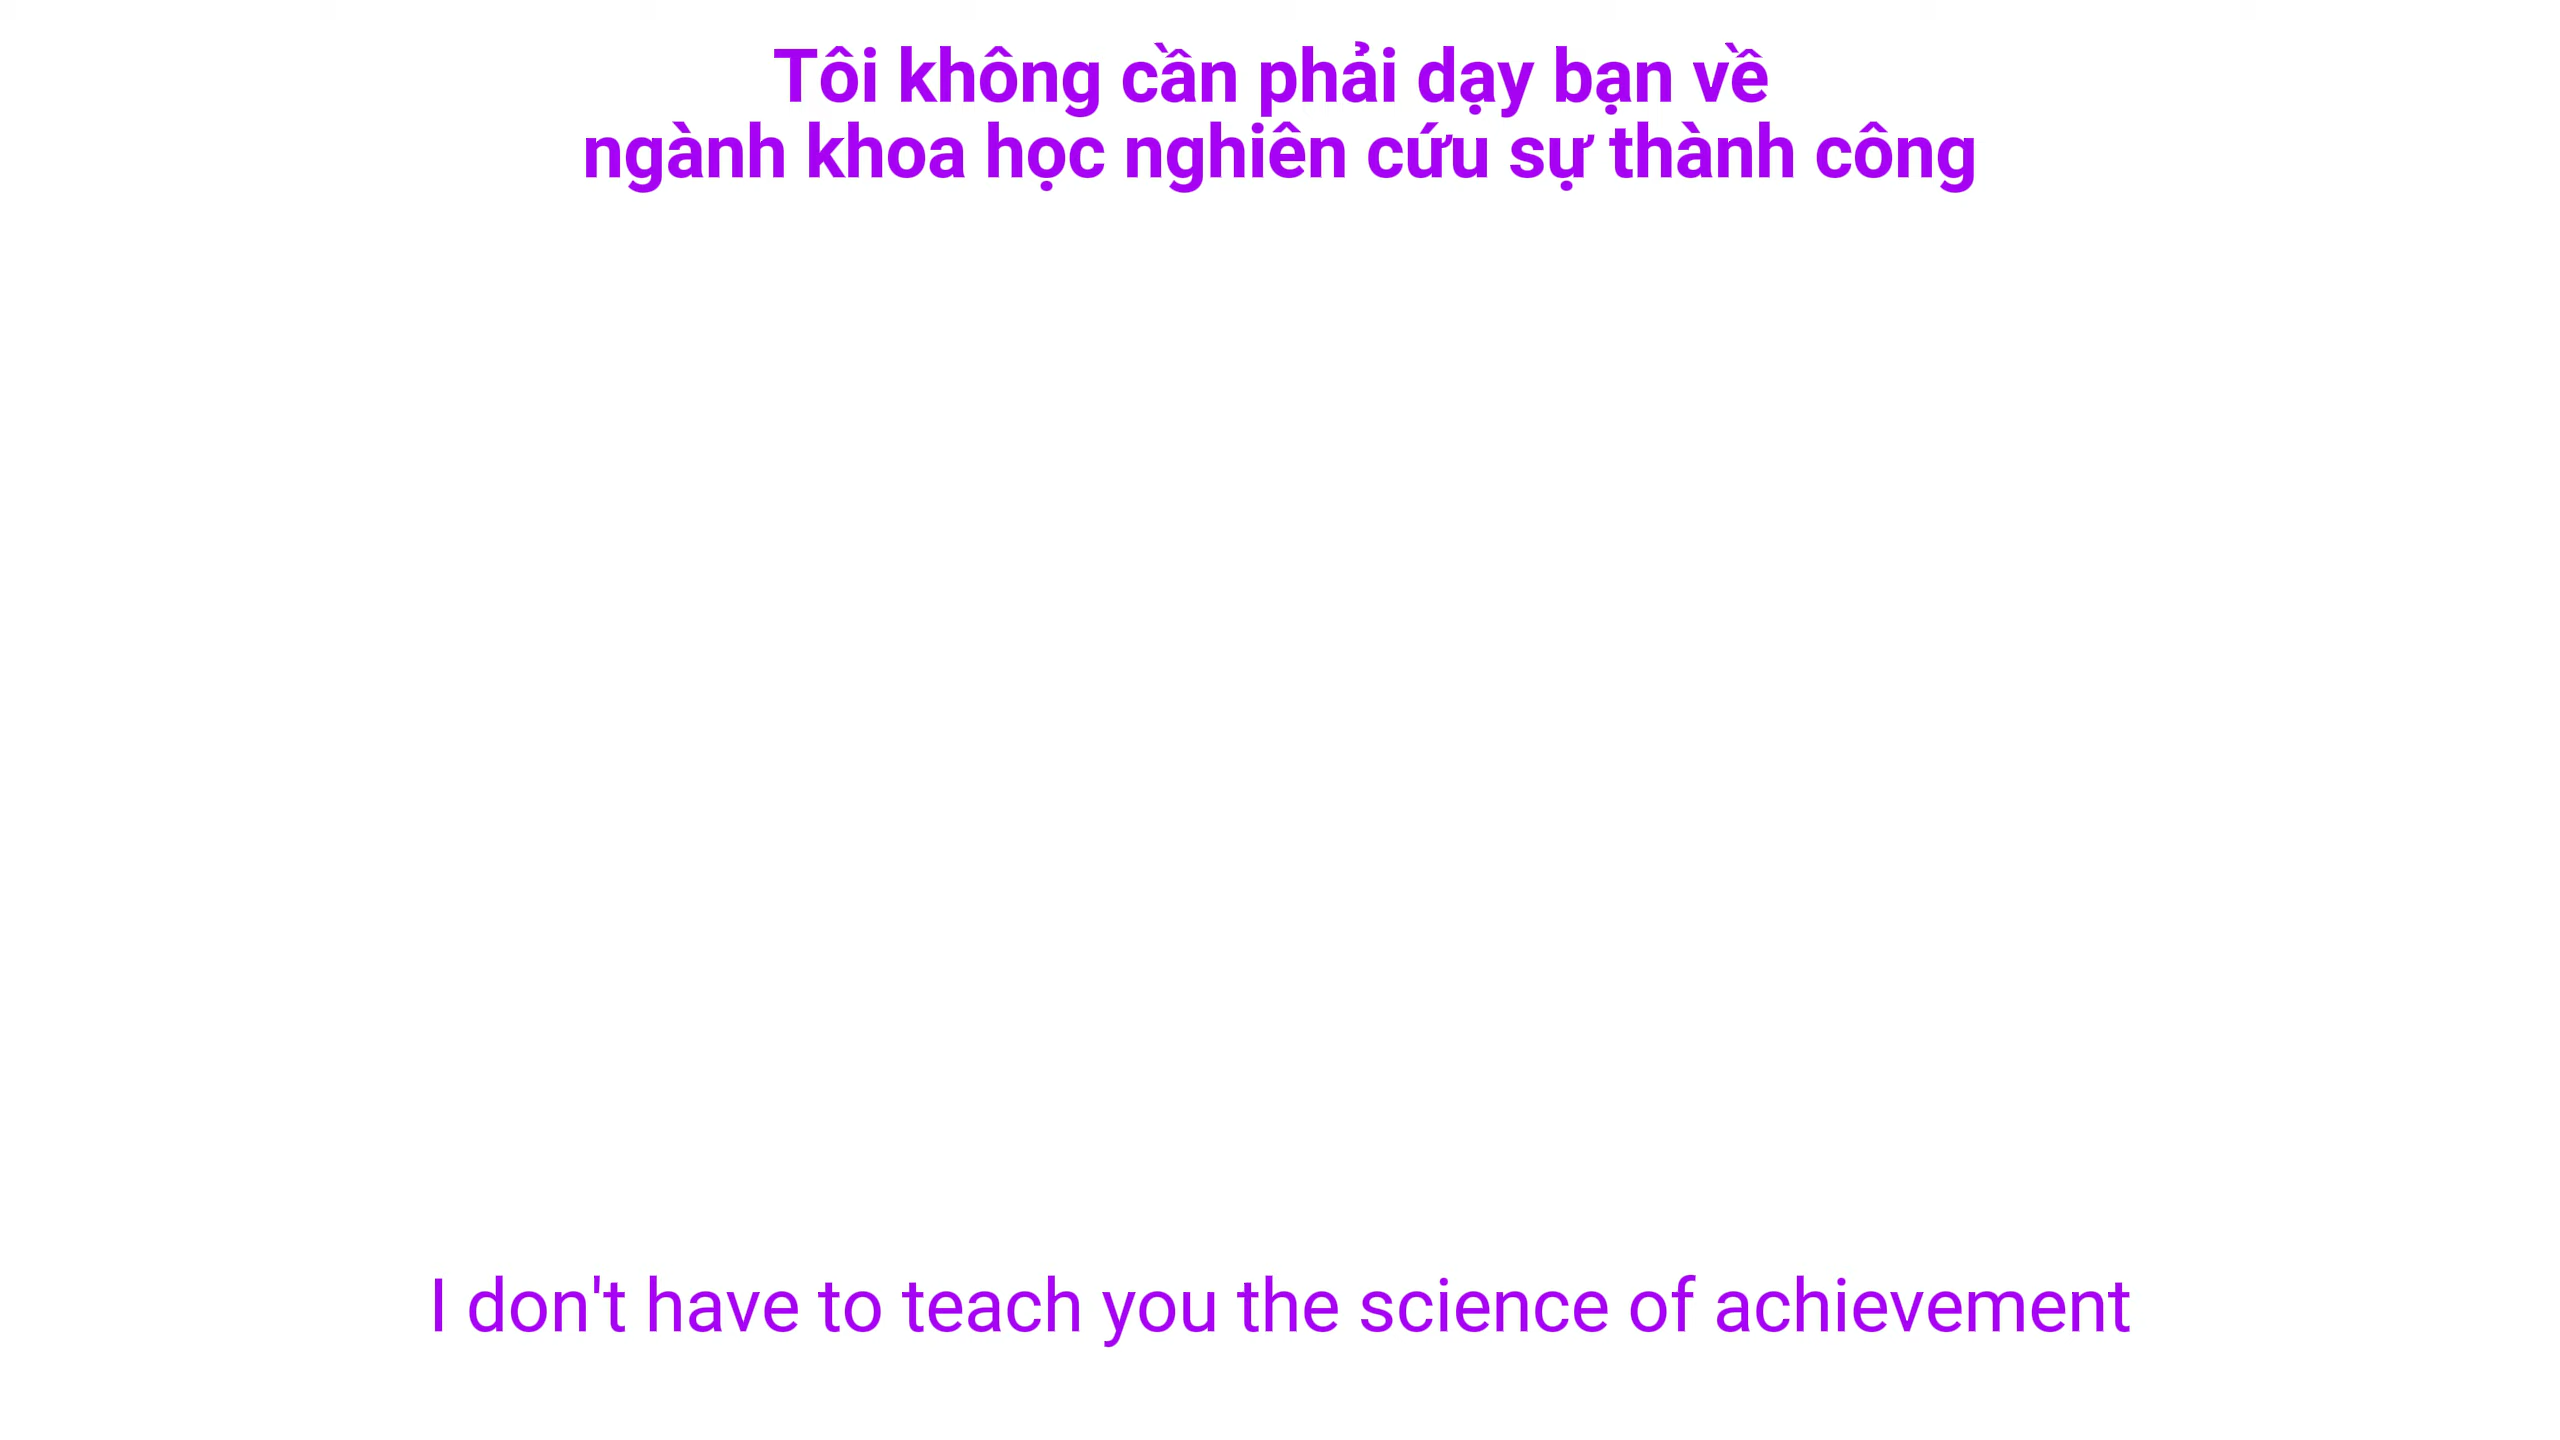 Tôi không cần phải dạy bạn về
ngành khoa học nghiên cứu sự thành công
I don't have to teach you the science of achievement